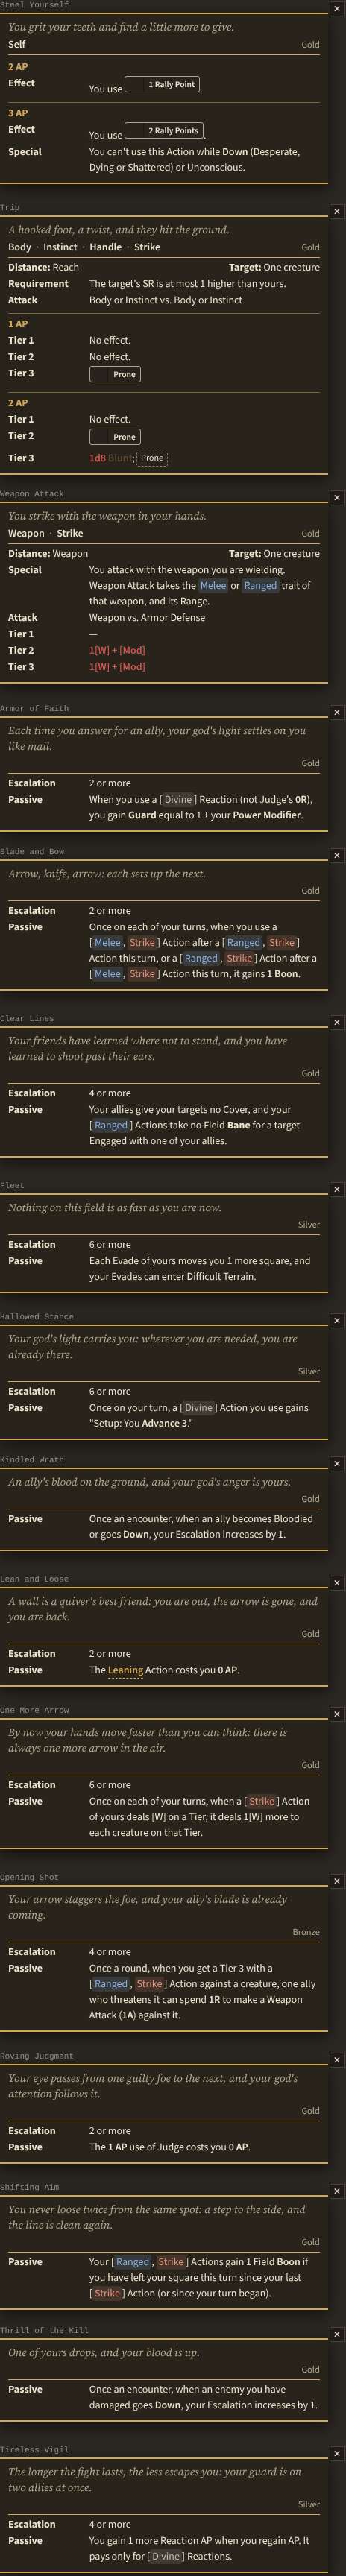 Steel Yourself
✕
You grit your teeth and find a little more to give.
Self Gold
2 AP
Effect You use 1 Rally Point.
3 AP
Effect You use 2 Rally Points.
Special You can't use this Action while Down (Desperate,
Dying or Shattered) or Unconscious.
Trip
✕
A hooked foot, a twist, and they hit the ground.
Body · Instinct · Handle · Strike Gold
Distance: Reach Target: One creature
Requirement The target's SR is at most 1 higher than yours.
Attack Body or Instinct vs. Body or Instinct
1 AP
Tier 1 No effect.
Tier 2 No effect.
Tier 3 Prone
2 AP
Tier 1 No effect.
Tier 2 Prone
Tier 3 1d8 Blunt; Prone
Weapon Attack
✕
You strike with the weapon in your hands.
Weapon · Strike Gold
Distance: Weapon Target: One creature
Special You attack with the weapon you are wielding.
Weapon Attack takes the Melee or Ranged trait of
that weapon, and its Range.
Attack Weapon vs. Armor Defense
Tier 1 —
Tier 2 1[W] + [Mod]
Tier 3 1[W] + [Mod]
Armor of Faith
✕
Each time you answer for an ally, your god's light settles on you
like mail.
Gold
Escalation 2 or more
Passive When you use a [Divine] Reaction (not Judge's 0R),
you gain Guard equal to 1 + your Power Modifier.
Blade and Bow
✕
Arrow, knife, arrow: each sets up the next.
Gold
Escalation 2 or more
Passive Once on each of your turns, when you use a
[Melee, Strike] Action after a [Ranged, Strike]
Action this turn, or a [Ranged, Strike] Action after a
[Melee, Strike] Action this turn, it gains 1 Boon.
Clear Lines
✕
Your friends have learned where not to stand, and you have
learned to shoot past their ears.
Gold
Escalation 4 or more
Passive Your allies give your targets no Cover, and your
[Ranged] Actions take no Field Bane for a target
Engaged with one of your allies.
Fleet
✕
Nothing on this field is as fast as you are now.
Silver
Escalation 6 or more
Passive Each Evade of yours moves you 1 more square, and
your Evades can enter Difficult Terrain.
Hallowed Stance
✕
Your god's light carries you: wherever you are needed, you are
already there.
Silver
Escalation 6 or more
Passive Once on your turn, a [Divine] Action you use gains
"Setup: You Advance 3."
Kindled Wrath
✕
An ally's blood on the ground, and your god's anger is yours.
Gold
Passive Once an encounter, when an ally becomes Bloodied
or goes Down, your Escalation increases by 1.
Lean and Loose
✕
A wall is a quiver's best friend: you are out, the arrow is gone, and
you are back.
Gold
Escalation 2 or more
Passive The Leaning Action costs you 0 AP.
One More Arrow
✕
By now your hands move faster than you can think: there is
always one more arrow in the air.
Gold
Escalation 6 or more
Passive Once on each of your turns, when a [Strike] Action
of yours deals [W] on a Tier, it deals 1[W] more to
each creature on that Tier.
Opening Shot
✕
Your arrow staggers the foe, and your ally's blade is already
coming.
Bronze
Escalation 4 or more
Passive Once a round, when you get a Tier 3 with a
[Ranged, Strike] Action against a creature, one ally
who threatens it can spend 1R to make a Weapon
Attack (1A) against it.
Roving Judgment
✕
Your eye passes from one guilty foe to the next, and your god's
attention follows it.
Gold
Escalation 2 or more
Passive The 1 AP use of Judge costs you 0 AP.
Shifting Aim
✕
You never loose twice from the same spot: a step to the side, and
the line is clean again.
Gold
Passive Your [Ranged, Strike] Actions gain 1 Field Boon if
you have left your square this turn since your last
[Strike] Action (or since your turn began).
Thrill of the Kill
✕
One of yours drops, and your blood is up.
Gold
Passive Once an encounter, when an enemy you have
damaged goes Down, your Escalation increases by 1.
Tireless Vigil
✕
The longer the fight lasts, the less escapes you: your guard is on
two allies at once.
Silver
Escalation 4 or more
Passive You gain 1 more Reaction AP when you regain AP. It
pays only for [Divine] Reactions.